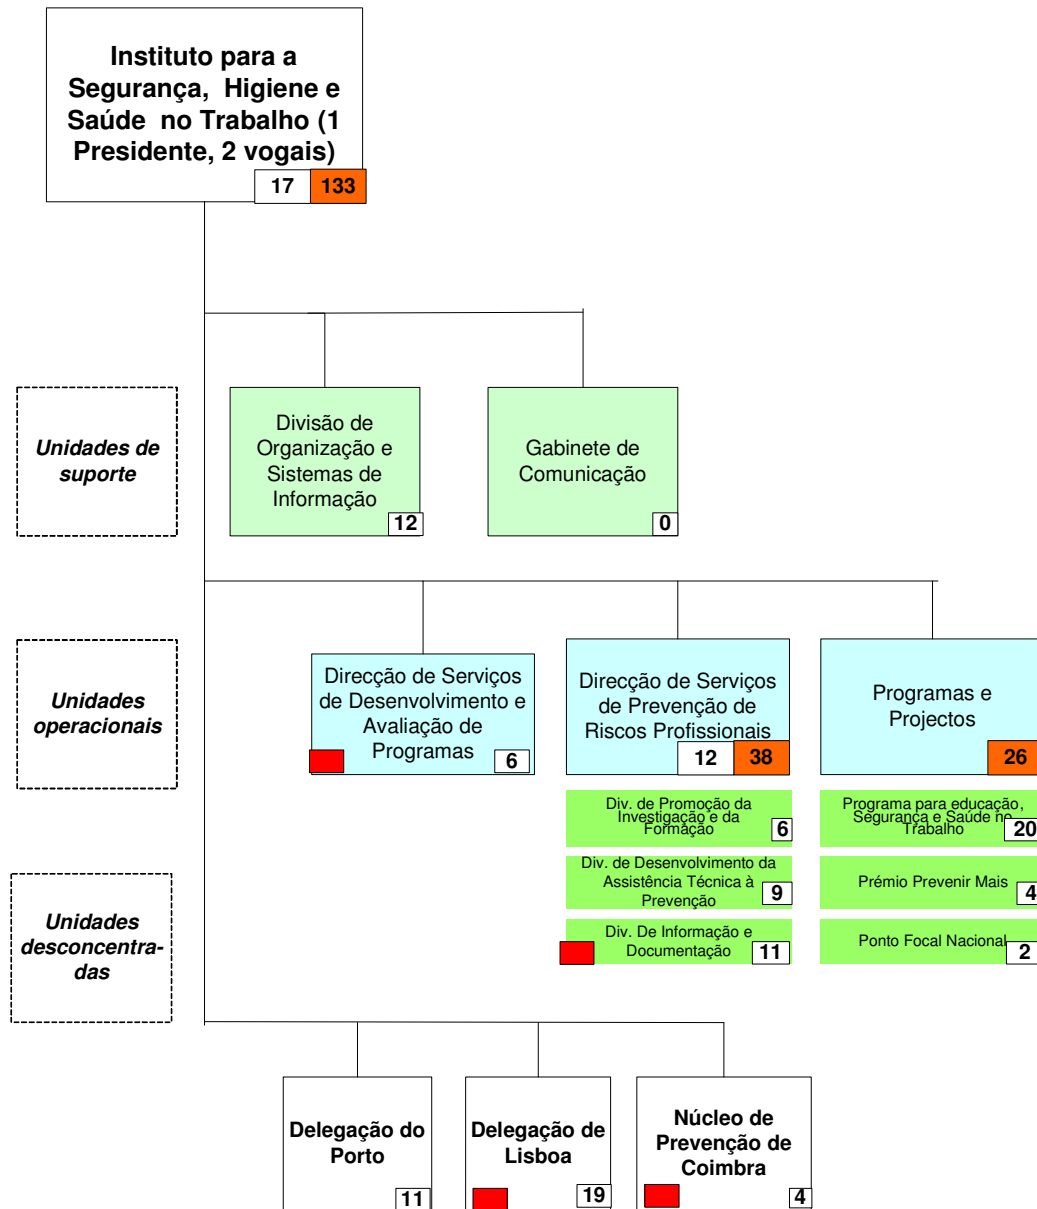 Instituto para a
Segurança, Higiene e
Saúde no Trabalho (1
Presidente, 2 vogais)
17 133
Unidades de
suporte
Divisão de
Organização e
Sistemas de
Informação
12
Gabinete de
Comunicação
0
Unidades
operacionais
Direcção de Serviços
de Desenvolvimento e
Avaliação de
Programas
6
Direcção de Serviços
de Prevenção de
Riscos Profissionais
12 38
Programas e
Projectos
26
Div. de Promoção da
Investigação e da
Formação
6
Programa para educação,
Segurança e Saúde no
Trabalho
20
Div. de Desenvolvimento da
Assistência Técnica à
Prevenção
9
Prémio Prevenir Mais
4
Div. De Informação e
Documentação
11
Ponto Focal Nacional
2
Unidades
desconcentra-
das
Delegação do
Porto
11
Delegação de
Lisboa
19
Núcleo de
Prevenção de
Coimbra
4